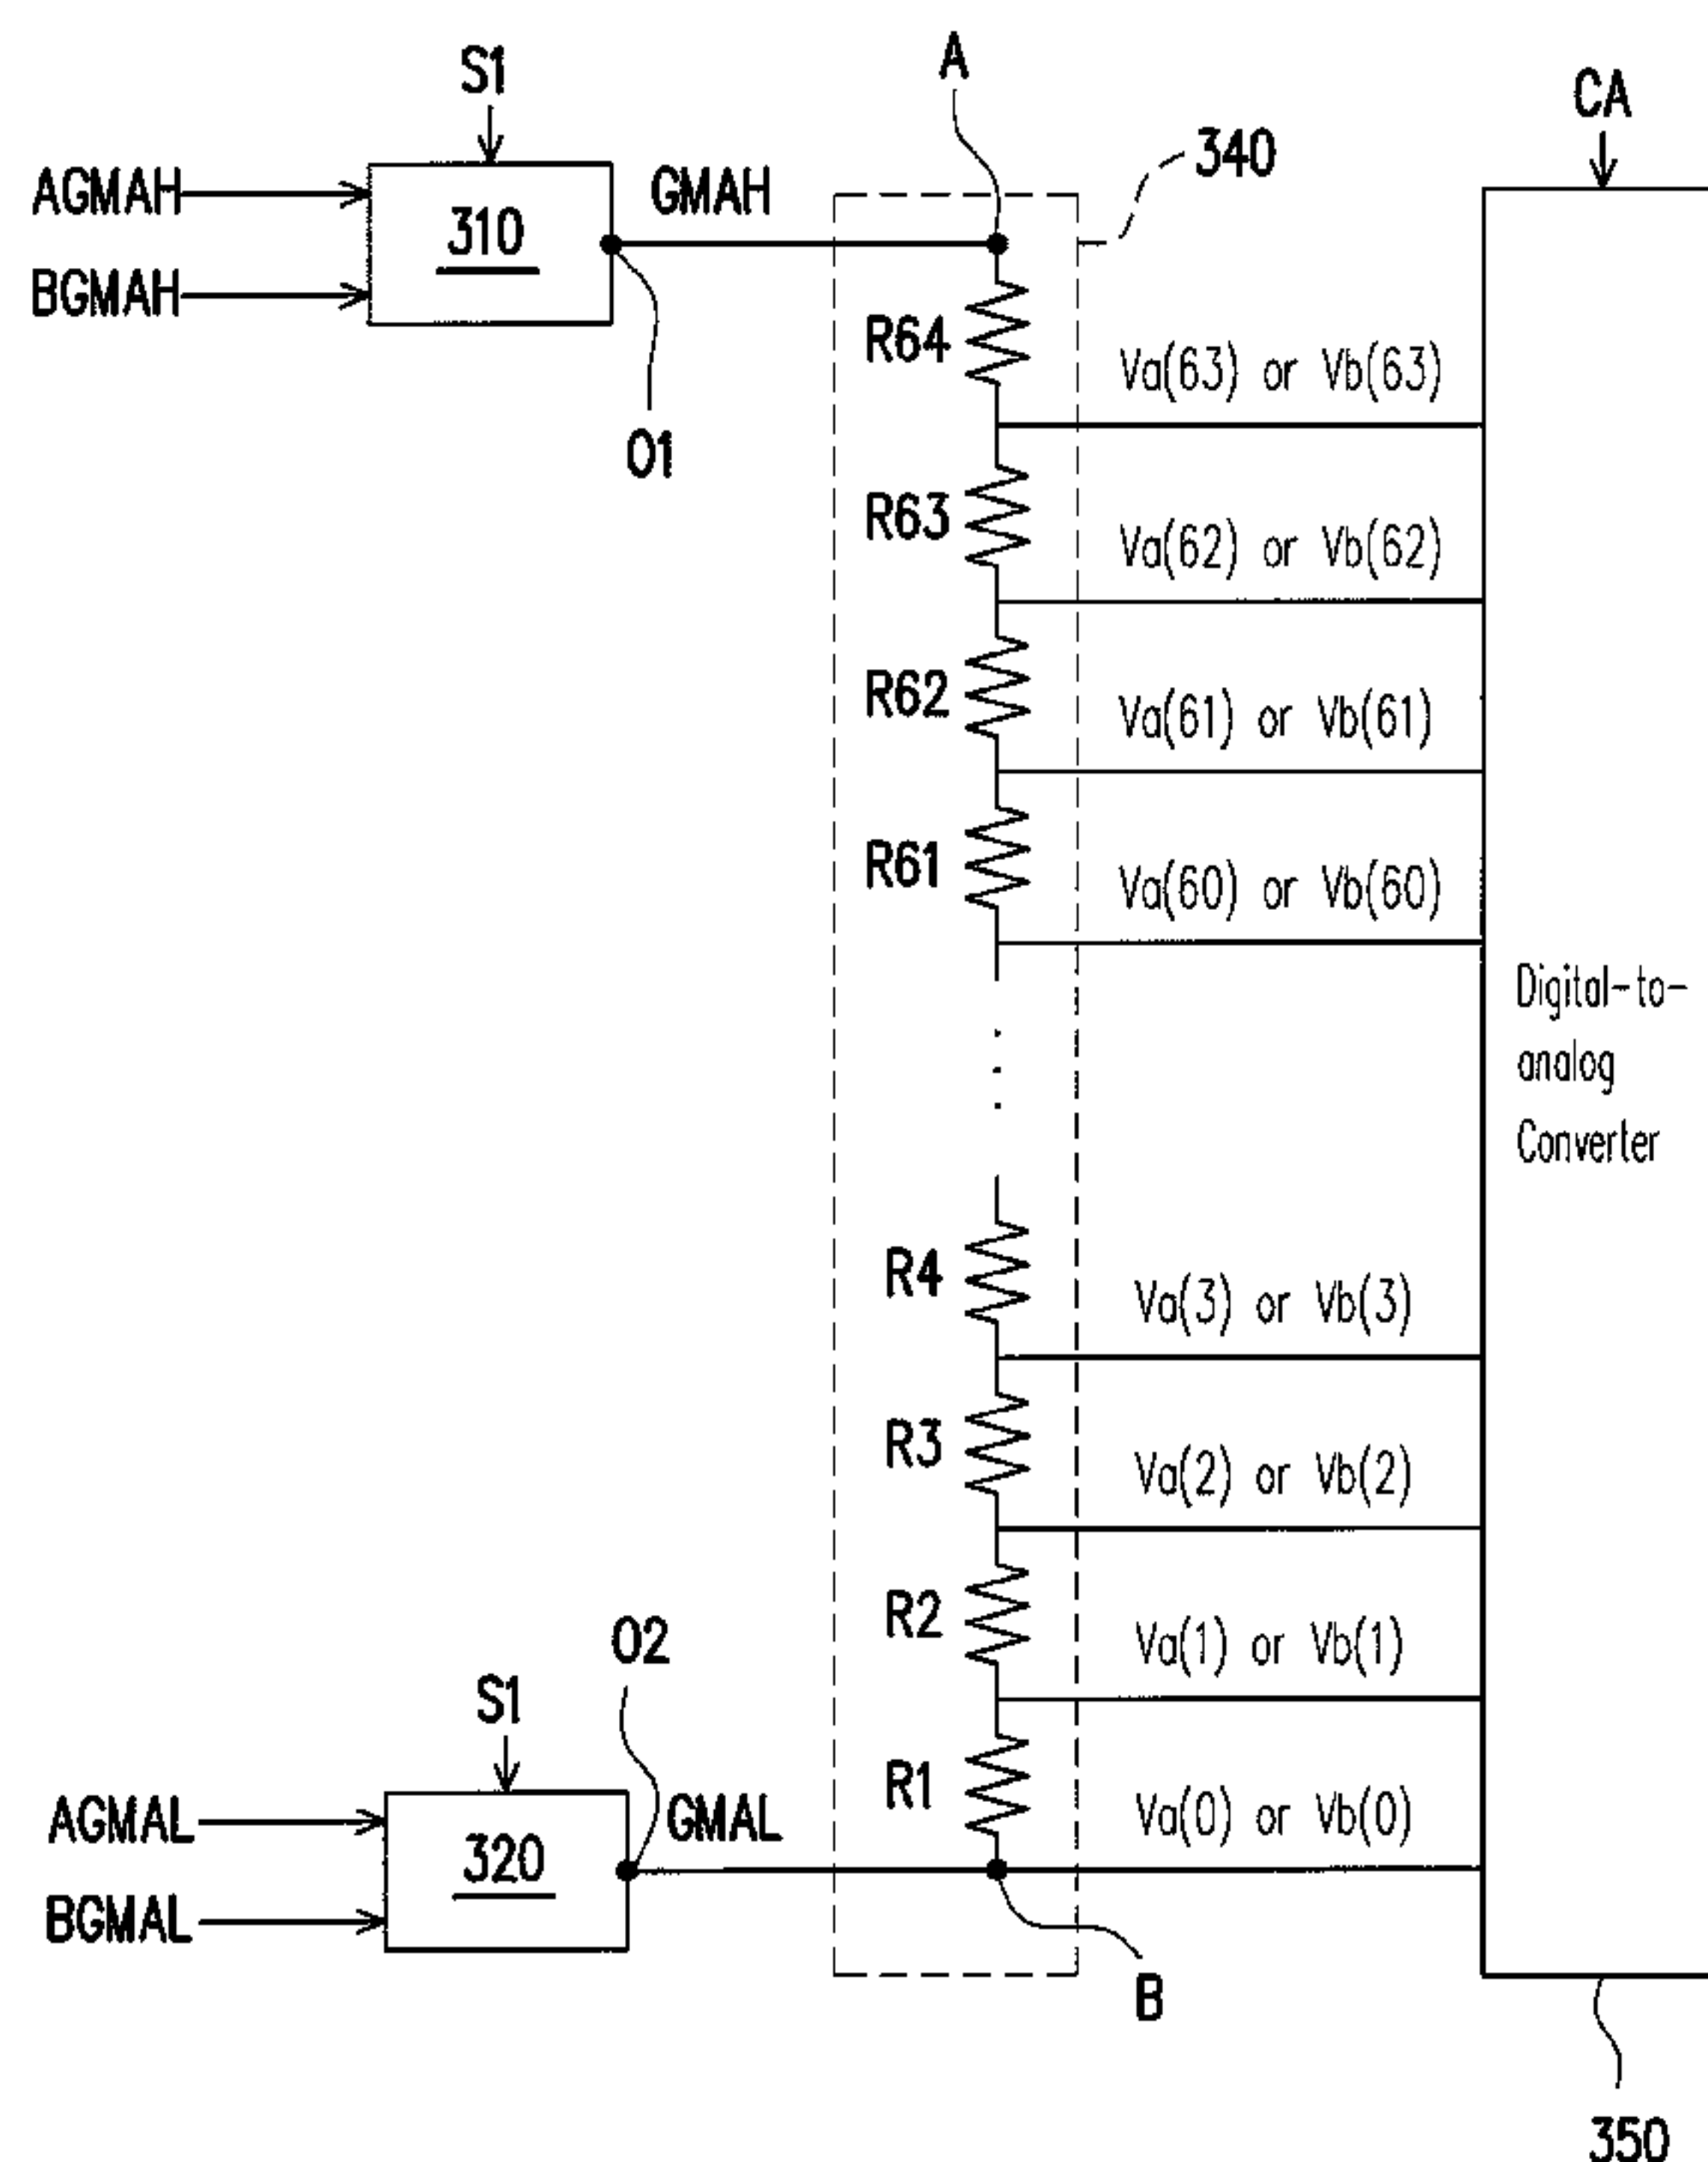 A
S1
CA
340
AGMAH
GMAH
310
BGMAH
R64
Va(63) or Vb(63)
O1
R63
Va(62) or Vb(62)
R62
Va(61) or Vb(61)
R61
Va(60) or Vb(60)
Digital-to-
analog
Converter
R4
Va(3) or Vb(3)
R3
Va(2) or Vb(2)
R2
Va(1) or Vb(1)
O2
S1
R1
Va(0) or Vb(0)
AGMAL
GMAL
320
BGMAL
B
350